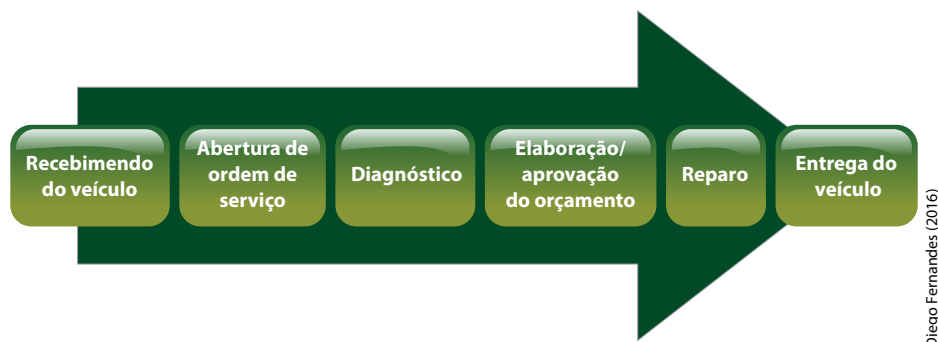 Recebimendo
do veículo
Abertura de
ordem de
serviço
Diagnóstico
Elaboração/
aprovação
do orçamento
Reparo
Entrega do
veículo
Diego Fernandes (2016)